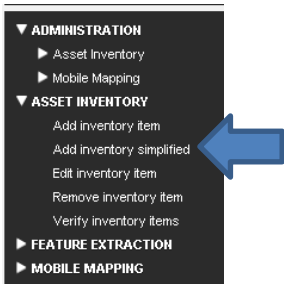 ADMINISTRATION
Asset Inventory
Mobile Mapping
ASSET INVENTORY
Add inventory item
Add inventory simplified
Edit inventory item
Remove inventory item
Verify inventory items
FEATURE EXTRACTION
MOBILE MAPPING